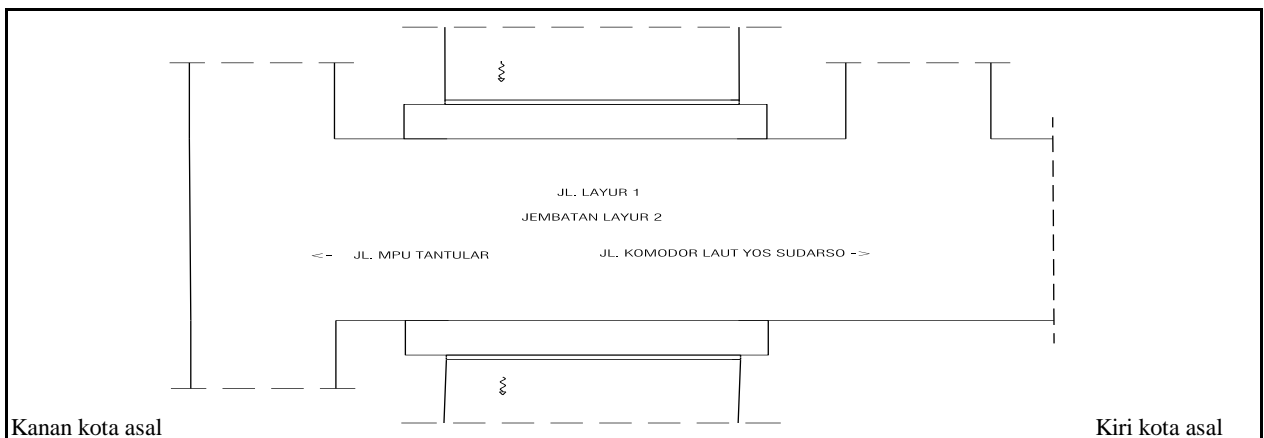 JL. LAYUR 1
JEMBATAN LAYUR 2
<- JL. MPU TANTULAR JL. KOMODOR LAUT YOS SUDARSO ->
Kanan kota asal Kiri kota asal